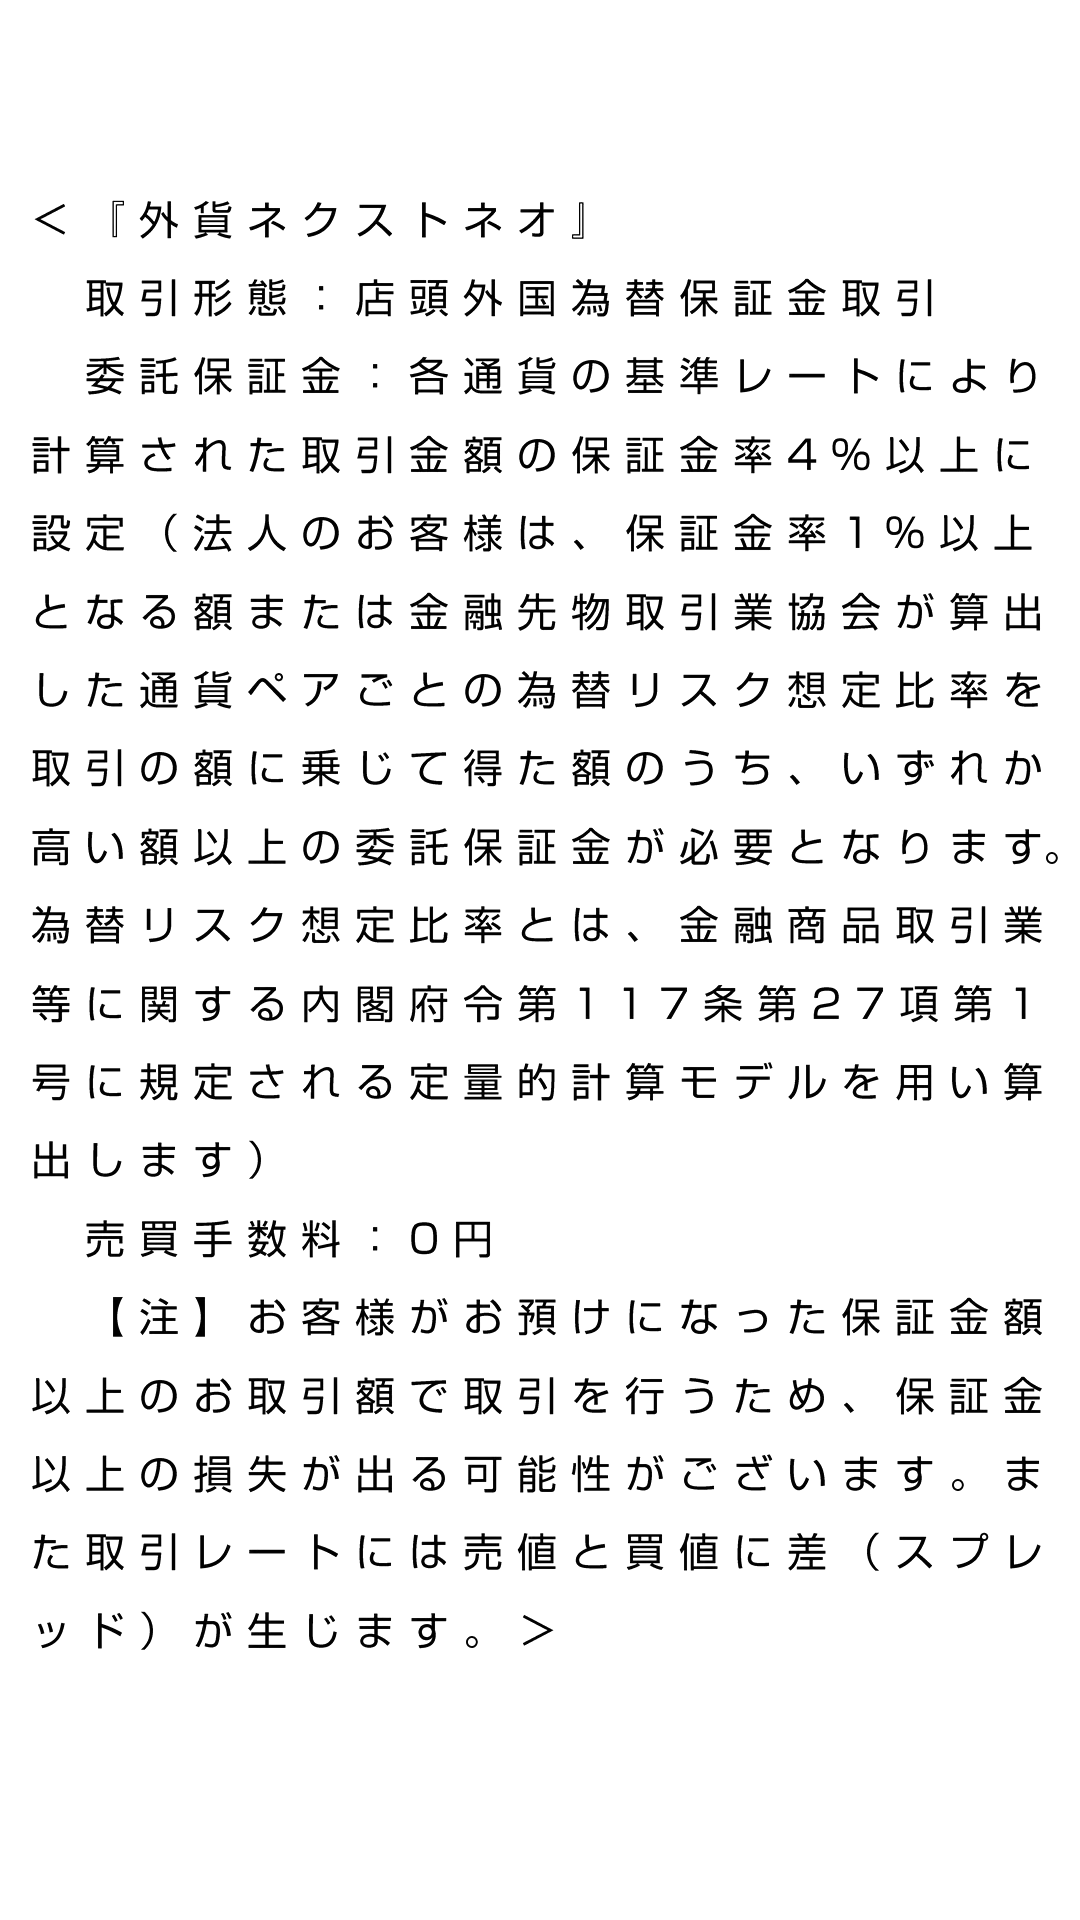 ＜『外貨ネクストネオ』
　取引形態：店頭外国為替保証金取引
　委託保証金：各通貨の基準レートにより
計算された取引金額の保証金率4％以上に
設定（法人のお客様は、保証金率1％以上
となる額または金融先物取引業協会が算出
した通貨ペアごとの為替リスク想定比率を
取引の額に乗じて得た額のうち、いずれか
高い額以上の委託保証金が必要となります。
為替リスク想定比率とは、金融商品取引業
等に関する内閣府令第117条第27項第1
号に規定される定量的計算モデルを用い算
出します）
　売買手数料：0円
　【注】お客様がお預けになった保証金額
以上のお取引額で取引を行うため、保証金
以上の損失が出る可能性がございます。ま
た取引レートには売値と買値に差（スプレ
ッド）が生じます。＞